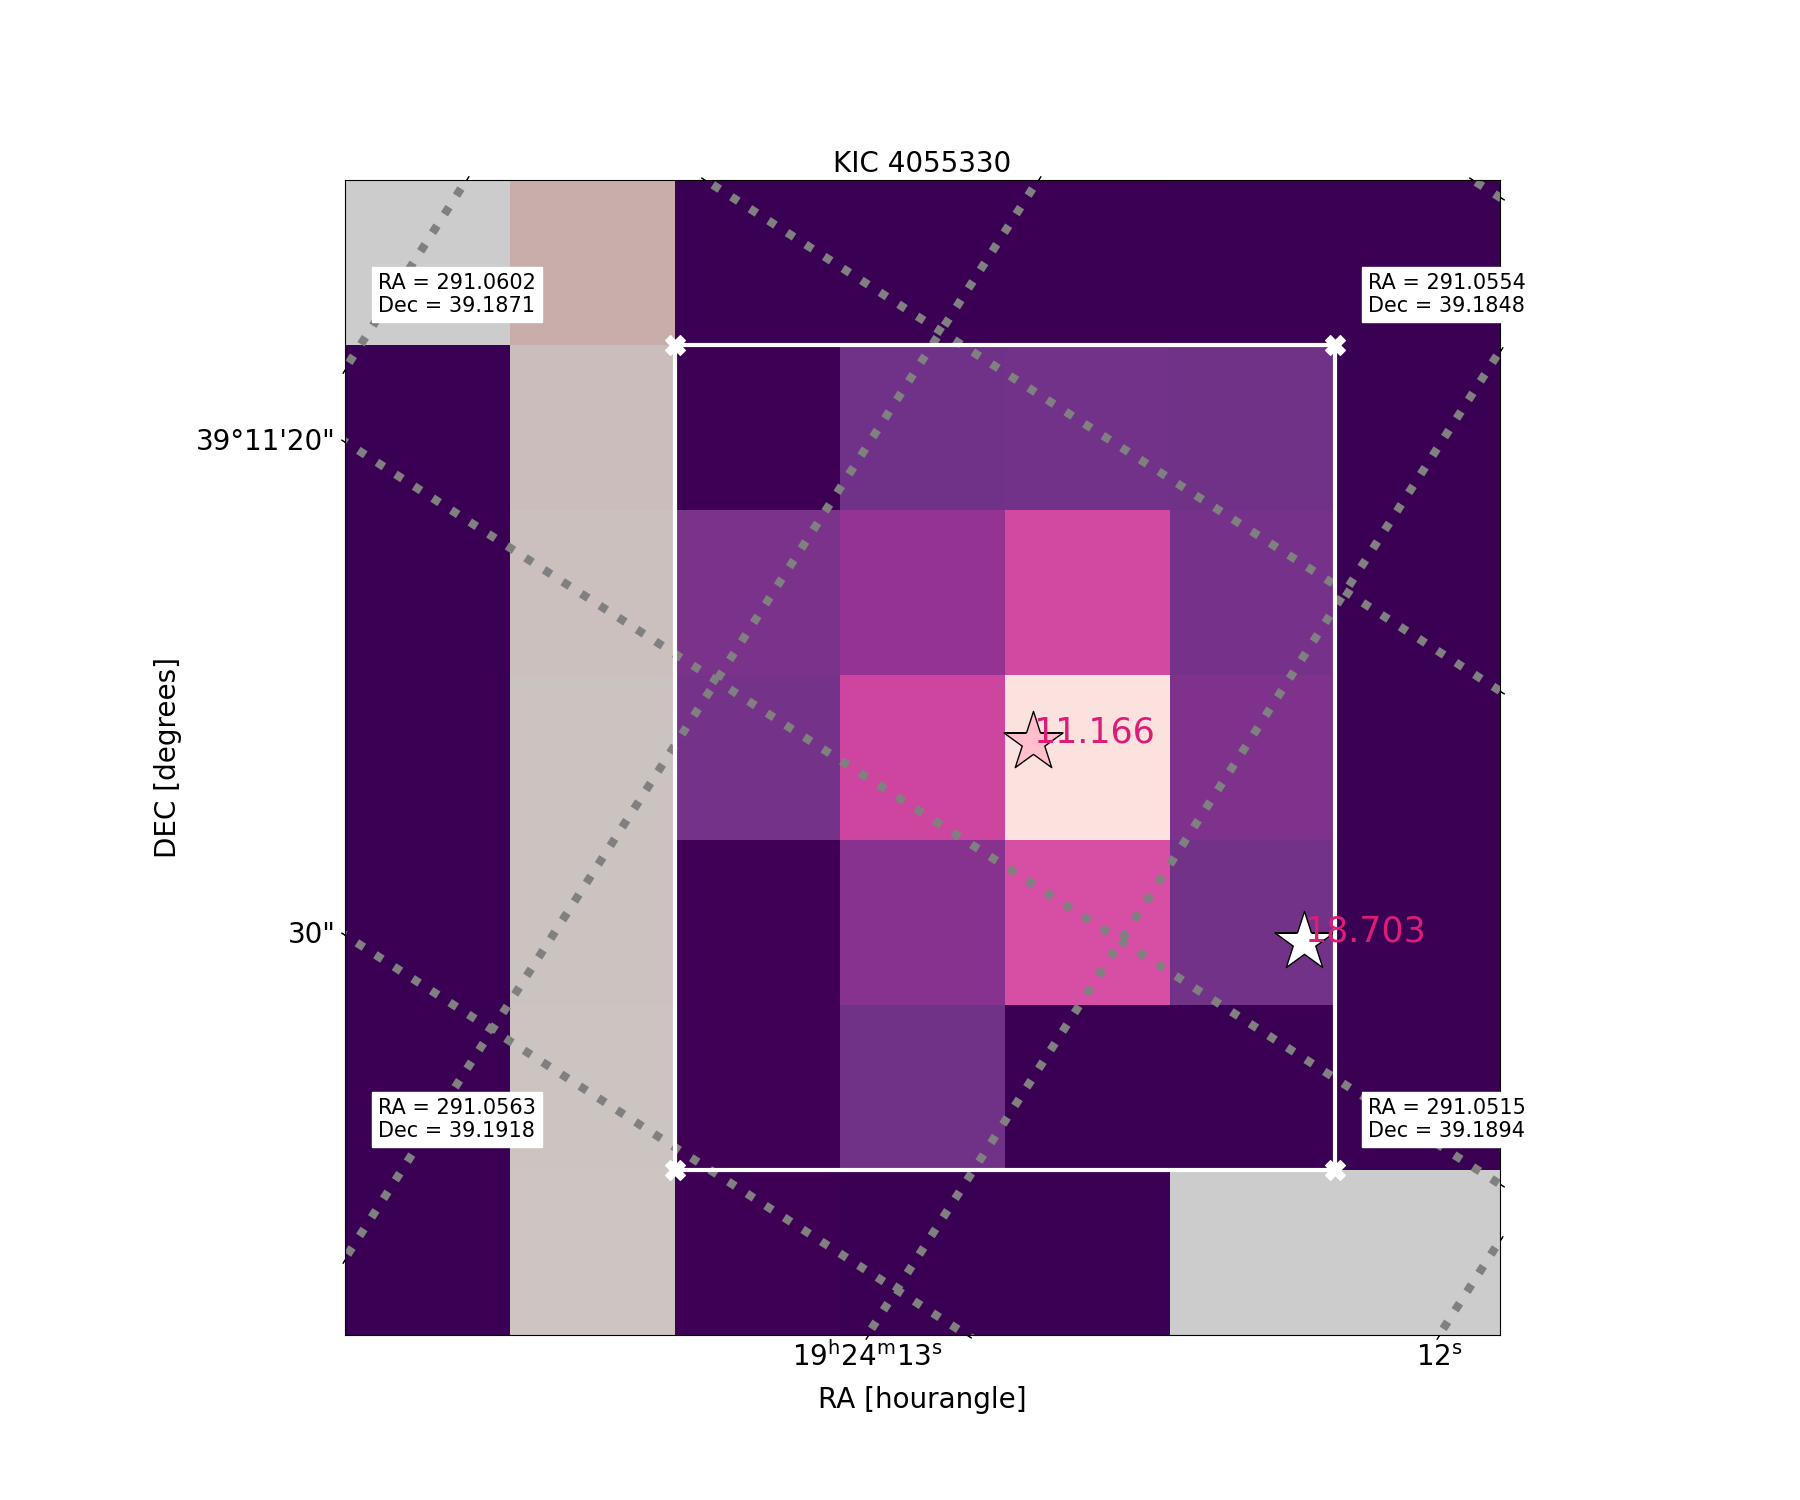 KIC 4055330
RA = 291.0602
Dec = 39.1871
RA = 291.0554
Dec = 39.1848
39°11'20"
11.166
DEC [degrees]
30"
18.703
RA = 291.0563
Dec = 39.1918
RA = 291.0515
Dec = 39.1894
19ʰ24ᵐ13ˢ
12ˢ
RA [hourangle]